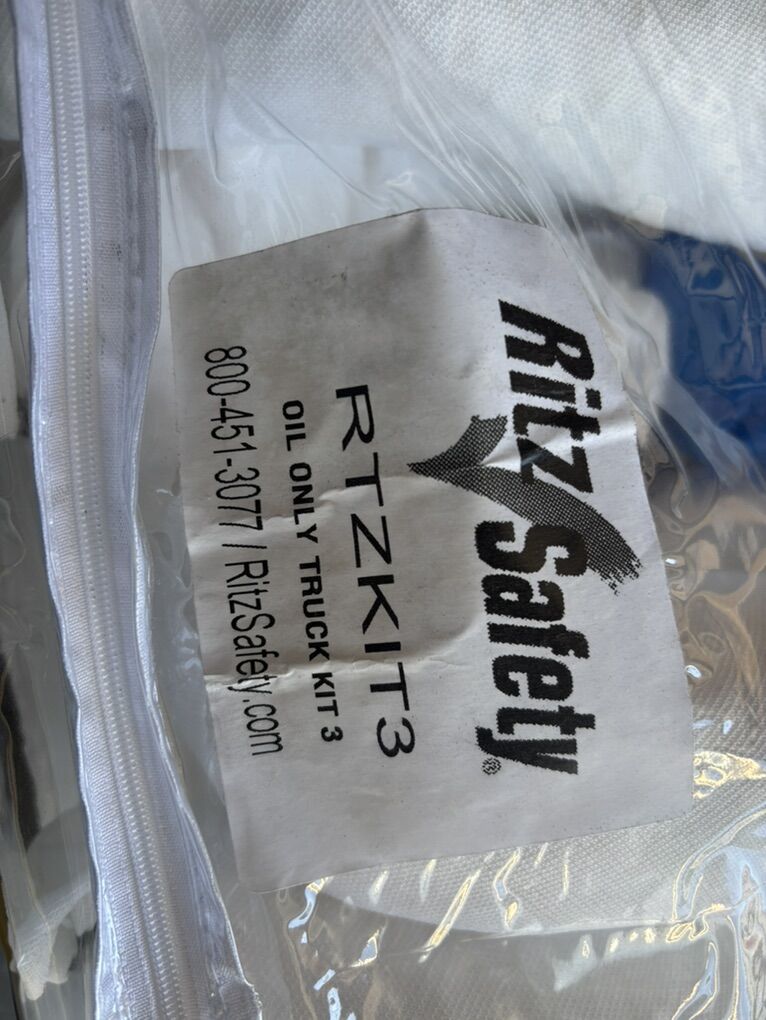 Ritz Safety®
RTZKIT3
OIL ONLY TRUCK KIT 3
800-451-3077 / RitzSafety.com